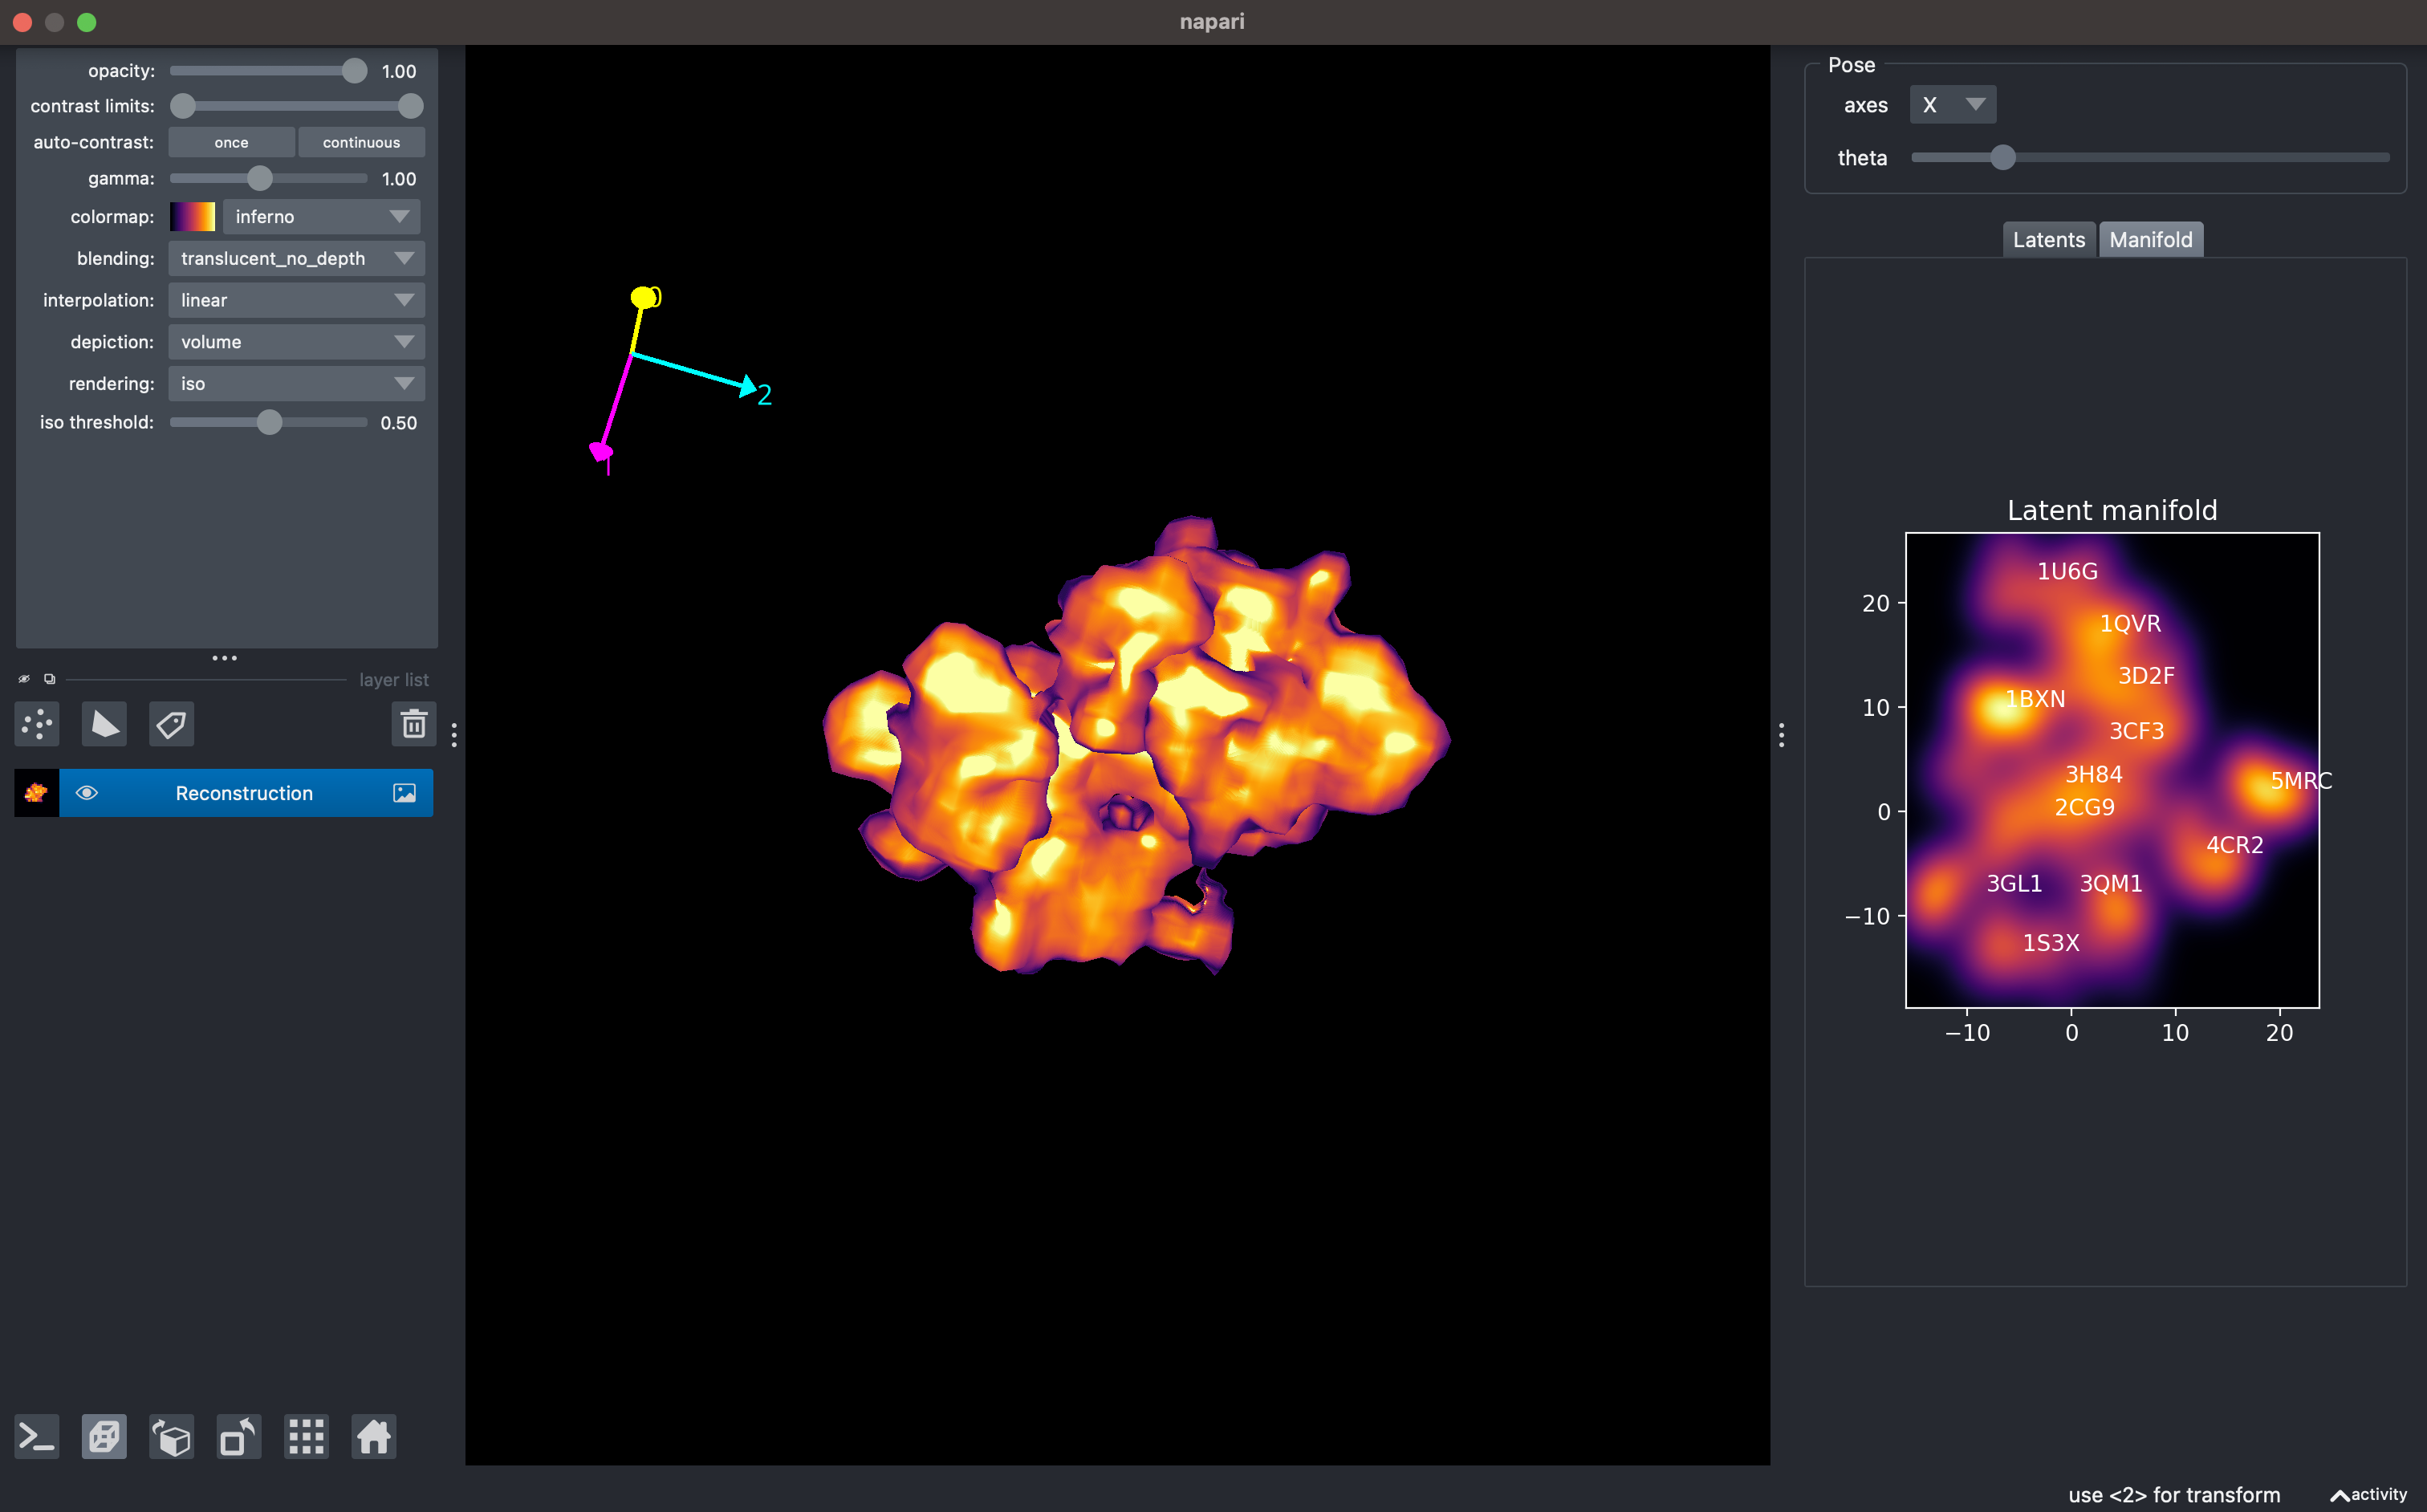 napari
opacity: 1.00
contrast limits:
auto-contrast: once continuous
gamma: 1.00
colormap: inferno
blending: translucent_no_depth
interpolation: linear
depiction: volume
rendering: iso
iso threshold: 0.50
layer list
Reconstruction
0
2
1
Pose
axes X
theta
Latents Manifold
Latent manifold
1U6G
20
1QVR
3D2F
1BXN
10
3CF3
3H84
5MRC
2CG9
0
4CR2
3GL1 3QM1
−10
1S3X
−10 0 10 20
use <2> for transform activity